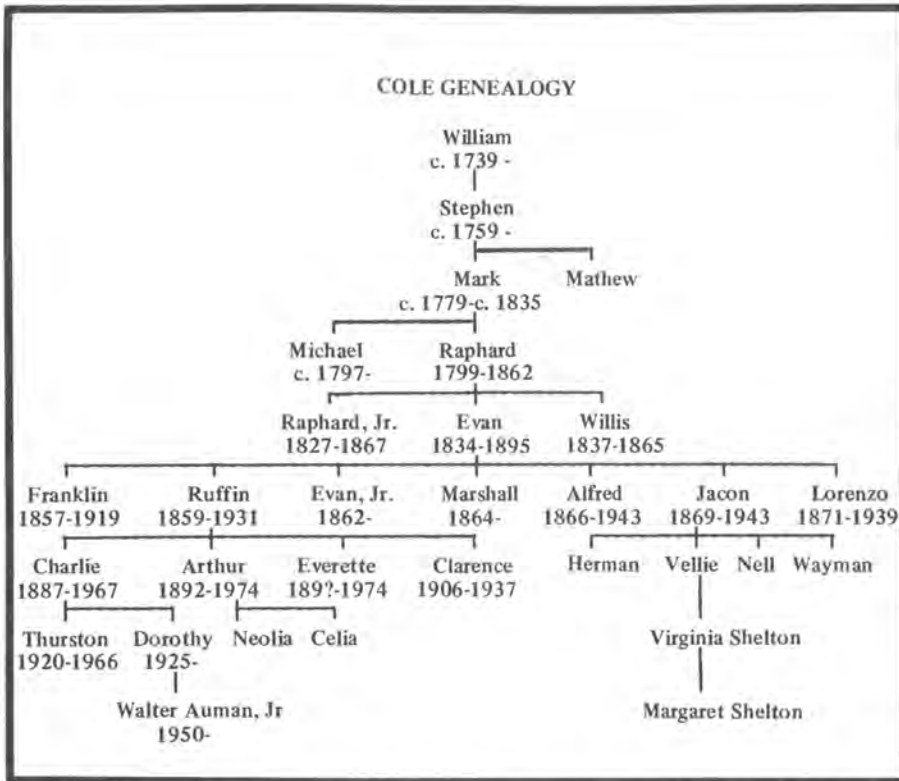 COLE GENEALOGY
William
c. 1739 -
Stephen
c. 1759 -
Mark Mathew
c. 1779-c. 1835
Michael Raphard
c. 1797- 1799-1862
Raphard, Jr. Evan Willis
1827-1867 1834-1895 1837-1865
Franklin Ruffin Evan, Jr. Marshall Alfred Jacon Lorenzo
1857-1919 1859-1931 1862- 1864- 1866-1943 1869-1943 1871-1939
Charlie Arthur Everette Clarence Herman Vellie Nell Wayman
1887-1967 1892-1974 189?-1974 1906-1937
Thurston Dorothy Neolia Celia Virginia Shelton
1920-1966 1925-
Walter Auman, Jr Margaret Shelton
1950-